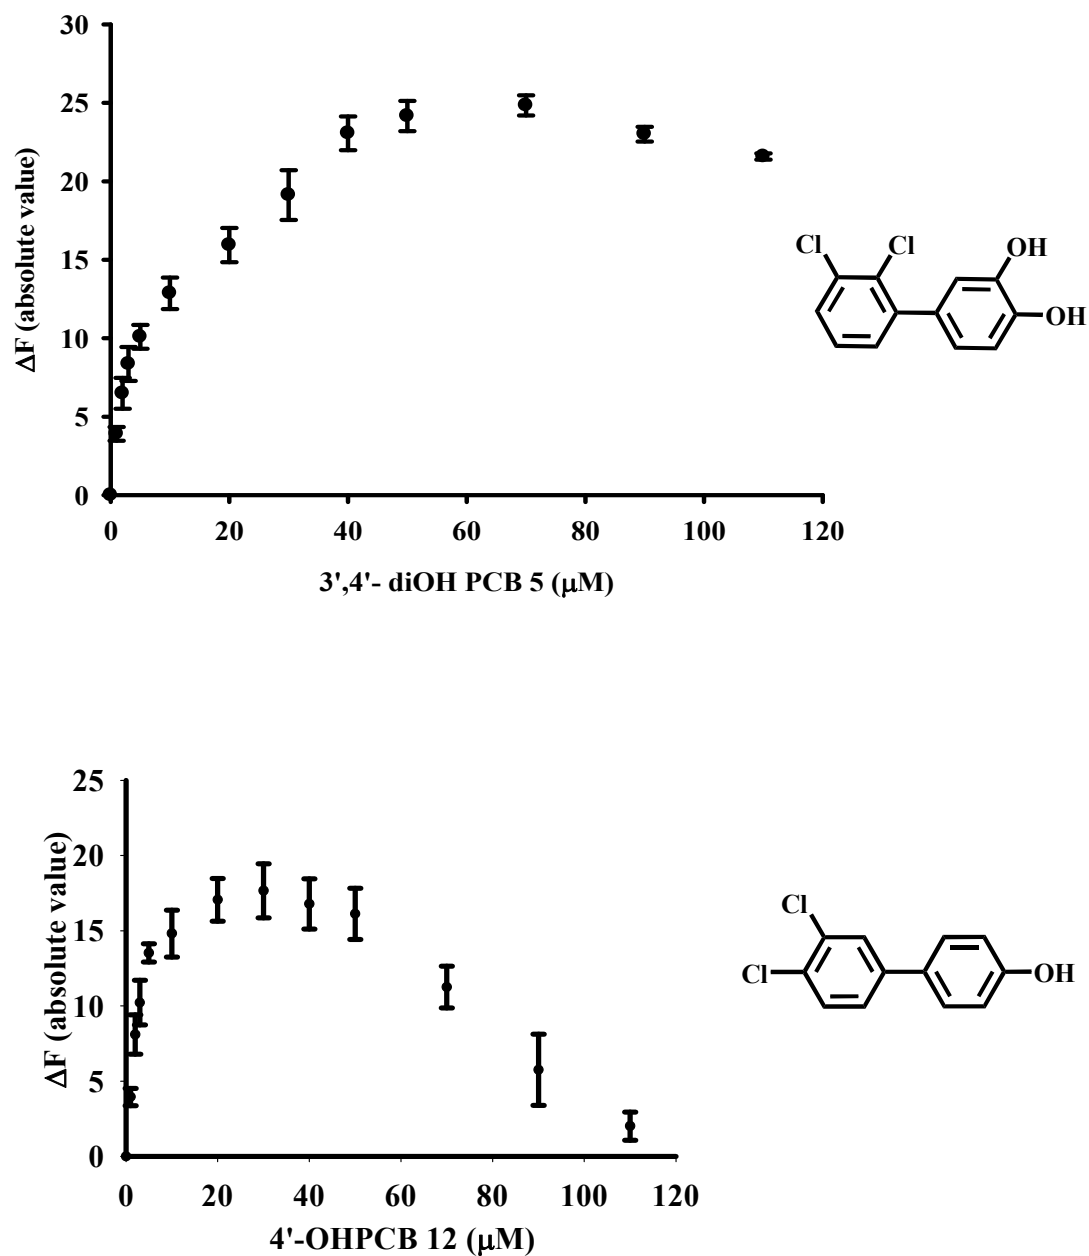 30
25
20
15
10
5
0
ΔF (absolute value)
0 20 40 60 80 100 120
3',4'- diOH PCB 5 (μM)
Cl Cl OH
OH
25
20
15
10
5
0
ΔF (absolute value)
0 20 40 60 80 100 120
4'-OHPCB 12 (μM)
Cl
Cl OH